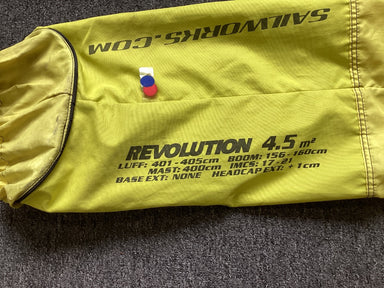 SAILWORKS.COM
REVOLUTION 4.5 m²
LUFF: 401 - 405cm BOOM: 156 - 160cm
MAST: 400cm IMCS: 17 - 21
BASE EXT: NONE HEADCAP EXT: + 1cm